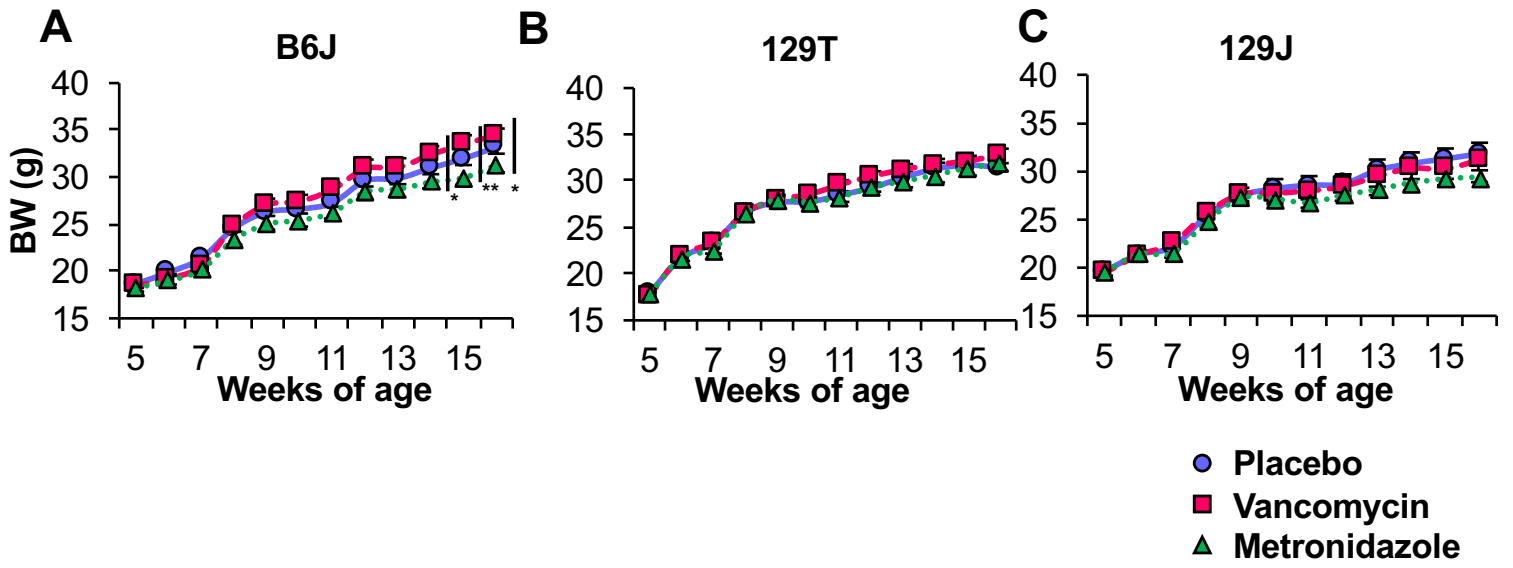 A
B6J
BW (g)
40
35
30
25
20
15
*
**
*
5 7 9 11 13 15
Weeks of age
B
129T
40
35
30
25
20
15
5 7 9 11 13 15
Weeks of age
C
129J
40
35
30
25
20
15
5 7 9 11 13 15
Weeks of age
Placebo
Vancomycin
Metronidazole